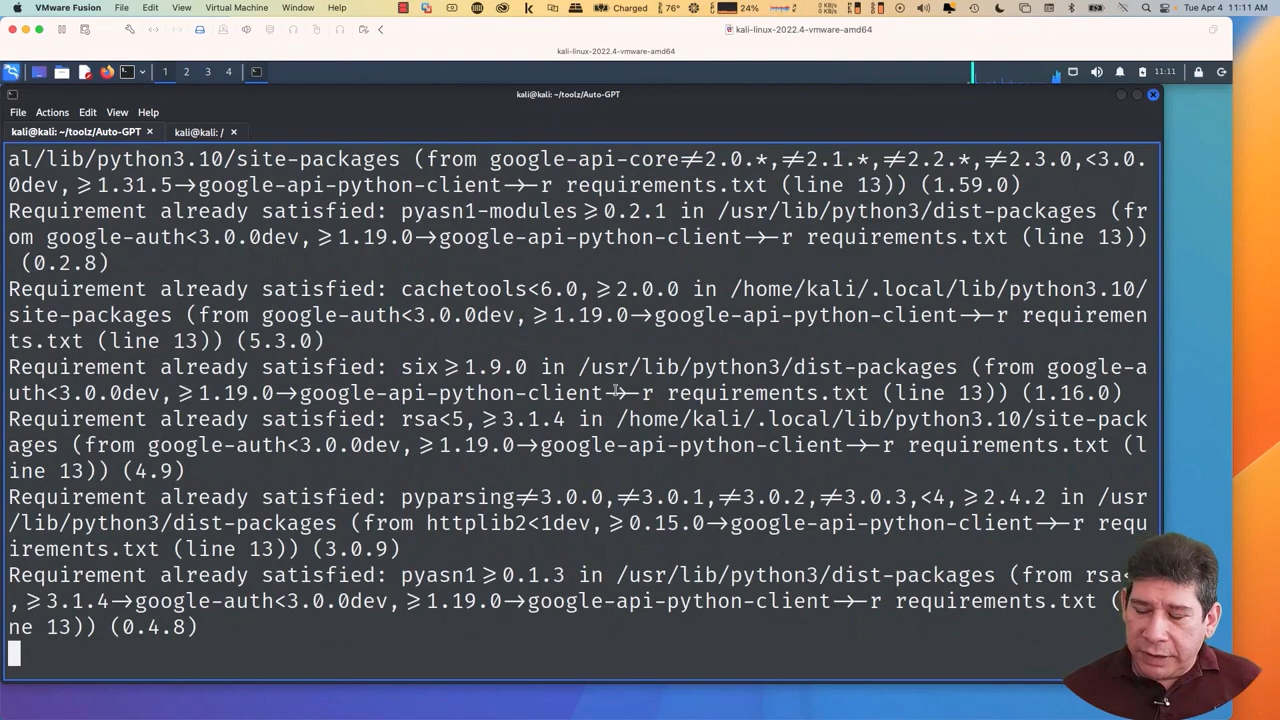 VMware Fusion File Edit View Virtual Machine Window Help Charged 76° 24% 0 KB/s 0 KB/s Tue Apr 4 11:11 AM
kali-linux-2022.4-vmware-amd64
kali-linux-2022.4-vmware-amd64
1 2 3 4 11:11
kali@kali: ~/toolz/Auto-GPT
File Actions Edit View Help
kali@kali: ~/toolz/Auto-GPT × kali@kali: / ×
al/lib/python3.10/site-packages (from google-api-core≠2.0.*,≠2.1.*,≠2.2.*,≠2.3.0,<3.0.
0dev,≥1.31.5→google-api-python-client→-r requirements.txt (line 13)) (1.59.0)
Requirement already satisfied: pyasn1-modules≥0.2.1 in /usr/lib/python3/dist-packages (fr
om google-auth<3.0.0dev,≥1.19.0→google-api-python-client→-r requirements.txt (line 13))
(0.2.8)
Requirement already satisfied: cachetools<6.0,≥2.0.0 in /home/kali/.local/lib/python3.10/
site-packages (from google-auth<3.0.0dev,≥1.19.0→google-api-python-client→-r requiremen
ts.txt (line 13)) (5.3.0)
Requirement already satisfied: six≥1.9.0 in /usr/lib/python3/dist-packages (from google-a
uth<3.0.0dev,≥1.19.0→google-api-python-client→-r requirements.txt (line 13)) (1.16.0)
Requirement already satisfied: rsa<5,≥3.1.4 in /home/kali/.local/lib/python3.10/site-pack
ages (from google-auth<3.0.0dev,≥1.19.0→google-api-python-client→-r requirements.txt (l
ine 13)) (4.9)
Requirement already satisfied: pyparsing≠3.0.0,≠3.0.1,≠3.0.2,≠3.0.3,<4,≥2.4.2 in /usr
/lib/python3/dist-packages (from httplib2<1dev,≥0.15.0→google-api-python-client→-r requ
irements.txt (line 13)) (3.0.9)
Requirement already satisfied: pyasn1≥0.1.3 in /usr/lib/python3/dist-packages (from rsa<
,≥3.1.4→google-auth<3.0.0dev,≥1.19.0→google-api-python-client→-r requirements.txt (
ne 13)) (0.4.8)